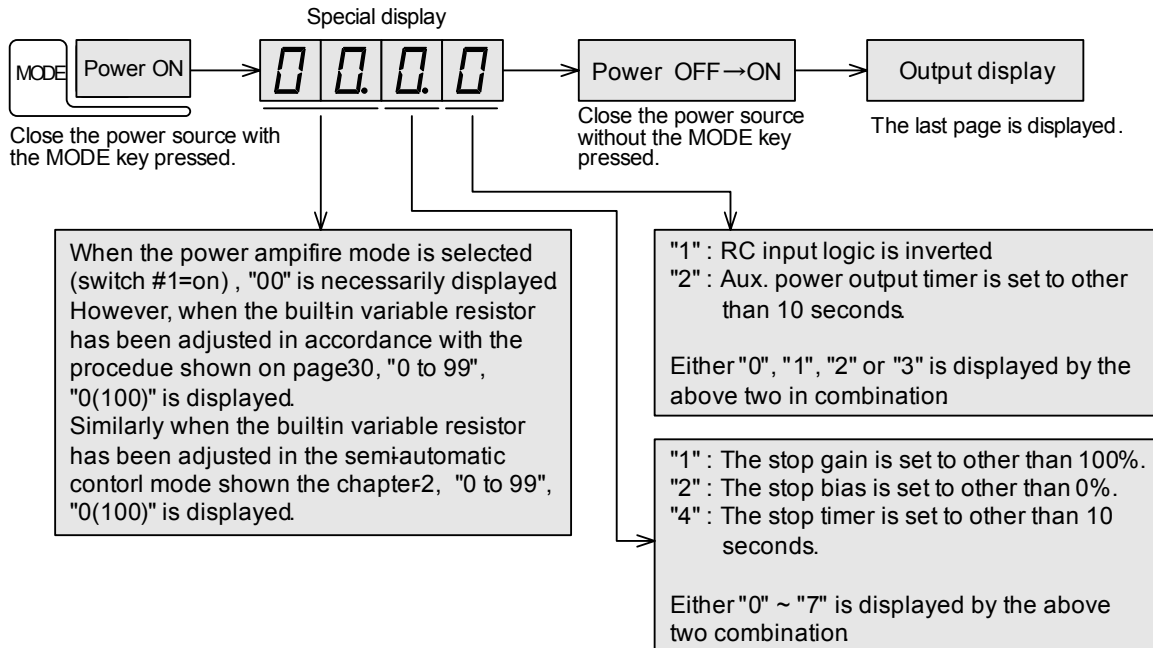 Special display
MODE
Power ON
0 0. 0. 0
Power OFF→ON
Output display
Close the power source with
the MODE key pressed.
Close the power source
without the MODE key
pressed.
The last page is displayed.
When the power ampifire mode is selected
(switch #1=on) , "00" is necessarily displayed
However, when the built-in variable resistor
has been adjusted in accordance with the
procedue shown on page30, "0 to 99",
"0(100)" is displayed.
Similarly when the built-in variable resistor
has been adjusted in the semi-automatic
contorl mode shown the chapter-2, "0 to 99",
"0(100)" is displayed.
"1" : RC input logic is inverted
"2" : Aux. power output timer is set to other
than 10 seconds.
Either "0", "1", "2" or "3" is displayed by the
above two in combination
"1" : The stop gain is set to other than 100%.
"2" : The stop bias is set to other than 0%.
"4" : The stop timer is set to other than 10
seconds.
Either "0" ~ "7" is displayed by the above
two combination